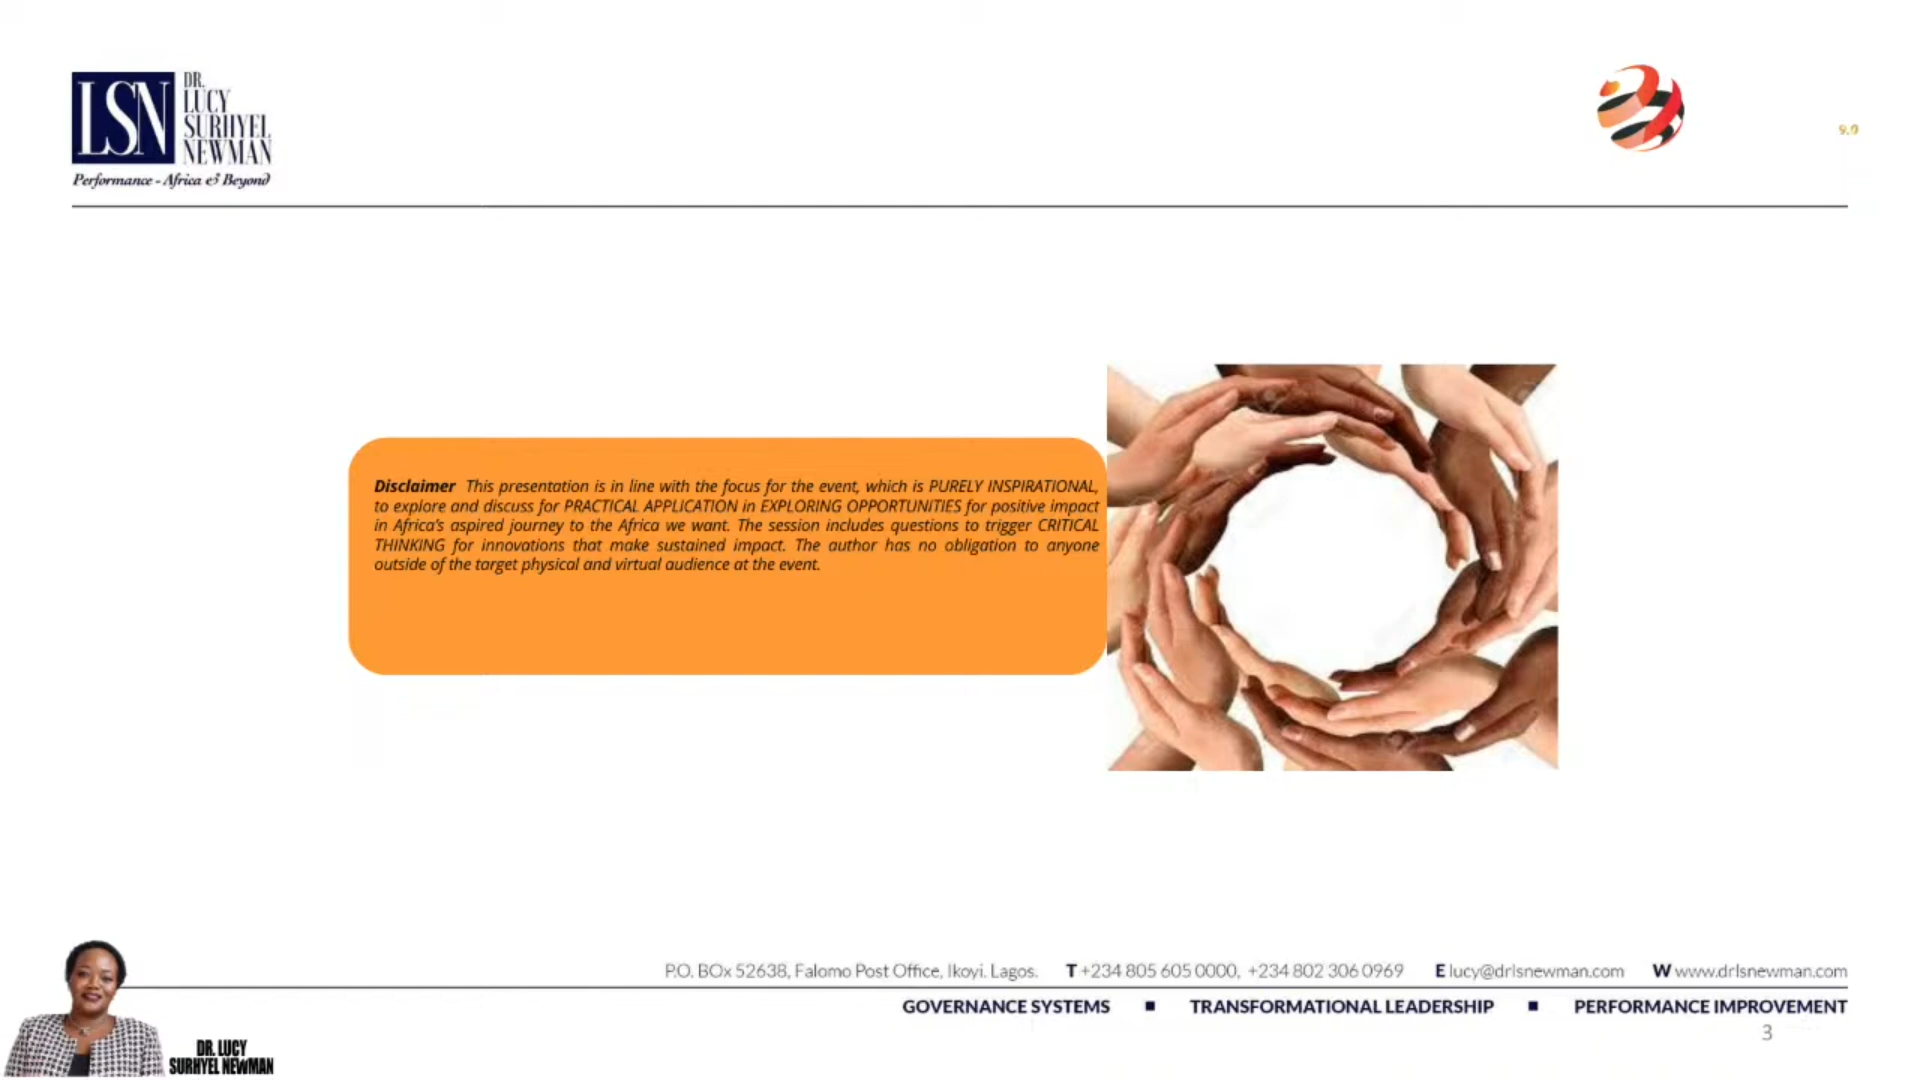 LSN
DR.
LUCY
SURHYEL
NEWMAN
Performance - Africa & Beyond
9.0
Disclaimer This presentation is in line with the focus for the event, which is PURELY INSPIRATIONAL,
to explore and discuss for PRACTICAL APPLICATION in EXPLORING OPPORTUNITIES for positive impact
in Africa's aspired journey to the Africa we want. The session includes questions to trigger CRITICAL
THINKING for innovations that make sustained impact. The author has no obligation to anyone
outside of the target physical and virtual audience at the event.
P.O. BOx 52638, Falomo Post Office, Ikoyi. Lagos. T +234 805 605 0000, +234 802 306 0969 E lucy@drlsnewman.com W www.drlsnewman.com
GOVERNANCE SYSTEMS ■ TRANSFORMATIONAL LEADERSHIP ■ PERFORMANCE IMPROVEMENT
3
DR. LUCY
SURHYEL NEWMAN